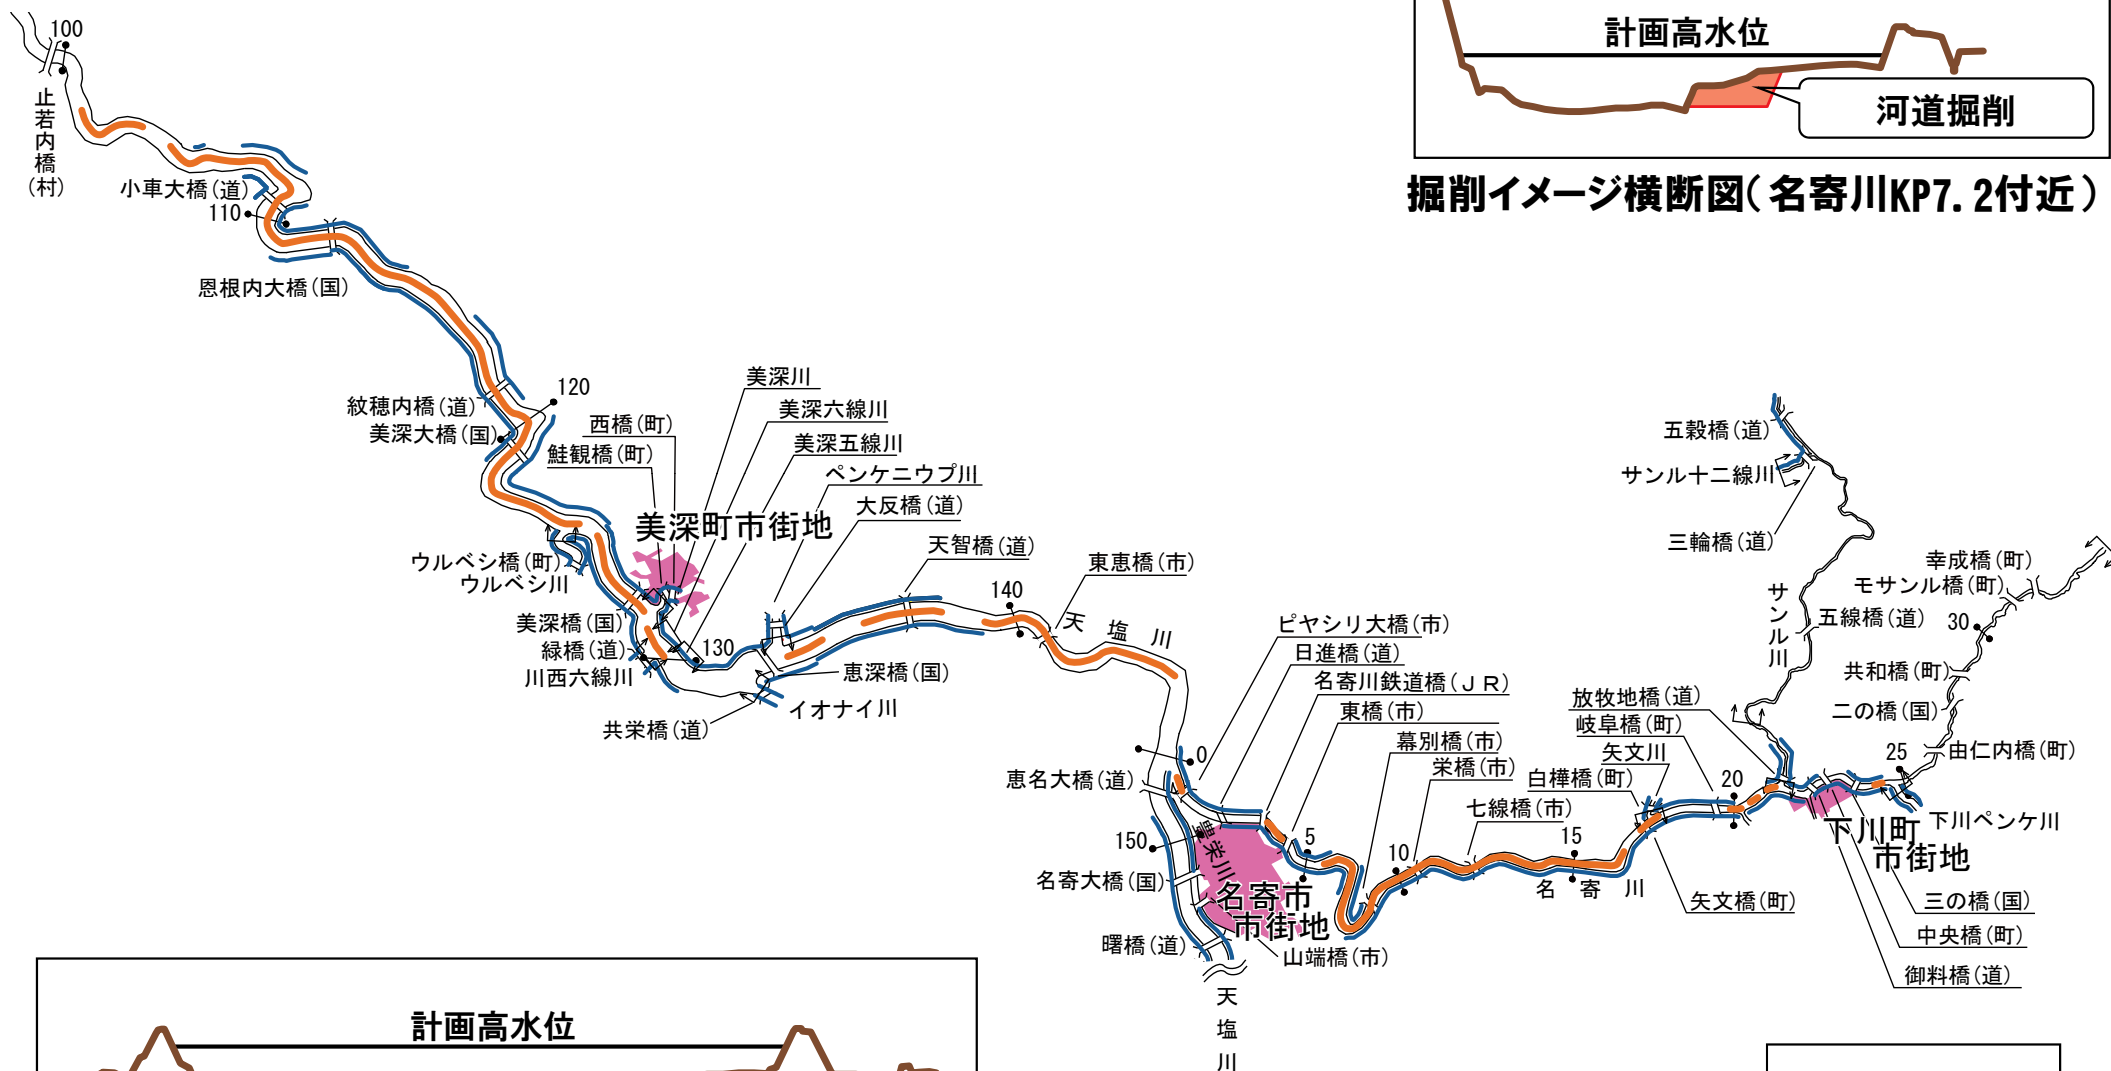 100
止若内橋(村)
小車大橋(道)
110
恩根内大橋(国)
計画高水位
河道掘削
掘削イメージ横断図(名寄川KP7.2付近)
120
紋穂内橋(道)
美深大橋(国)
美深川
西橋(町)
美深六線川
鮭観橋(町)
美深五線川
ペンケニウプ川
大反橋(道)
美深町市街地
天智橋(道)
ウルベシ橋(町)
ウルベシ川
東恵橋(市)
140
美深橋(国)
緑橋(道)
川西六線川
130
天塩川
恵深橋(国)
イオナイ川
共栄橋(道)
五穀橋(道)
サンル十二線川
三輪橋(道)
サンル川
幸成橋(町)
モサンル橋(町)
五線橋(道)
30
共和橋(町)
二の橋(国)
由仁内橋(町)
25
ピヤシリ大橋(市)
日進橋(道)
名寄川鉄道橋(JR)
東橋(市)
幕別橋(市)
栄橋(市)
七線橋(市)
放牧地橋(道)
岐阜橋(町)
矢文川
白樺橋(町)
20
0
恵名大橋(道)
150
豊栄川
5
10
15
名寄川
名寄大橋(国)
名寄市
市街地
曙橋(道)
山端橋(市)
天塩川
矢文橋(町)
下川町
市街地
下川ペンケ川
三の橋(国)
中央橋(町)
御料橋(道)
計画高水位